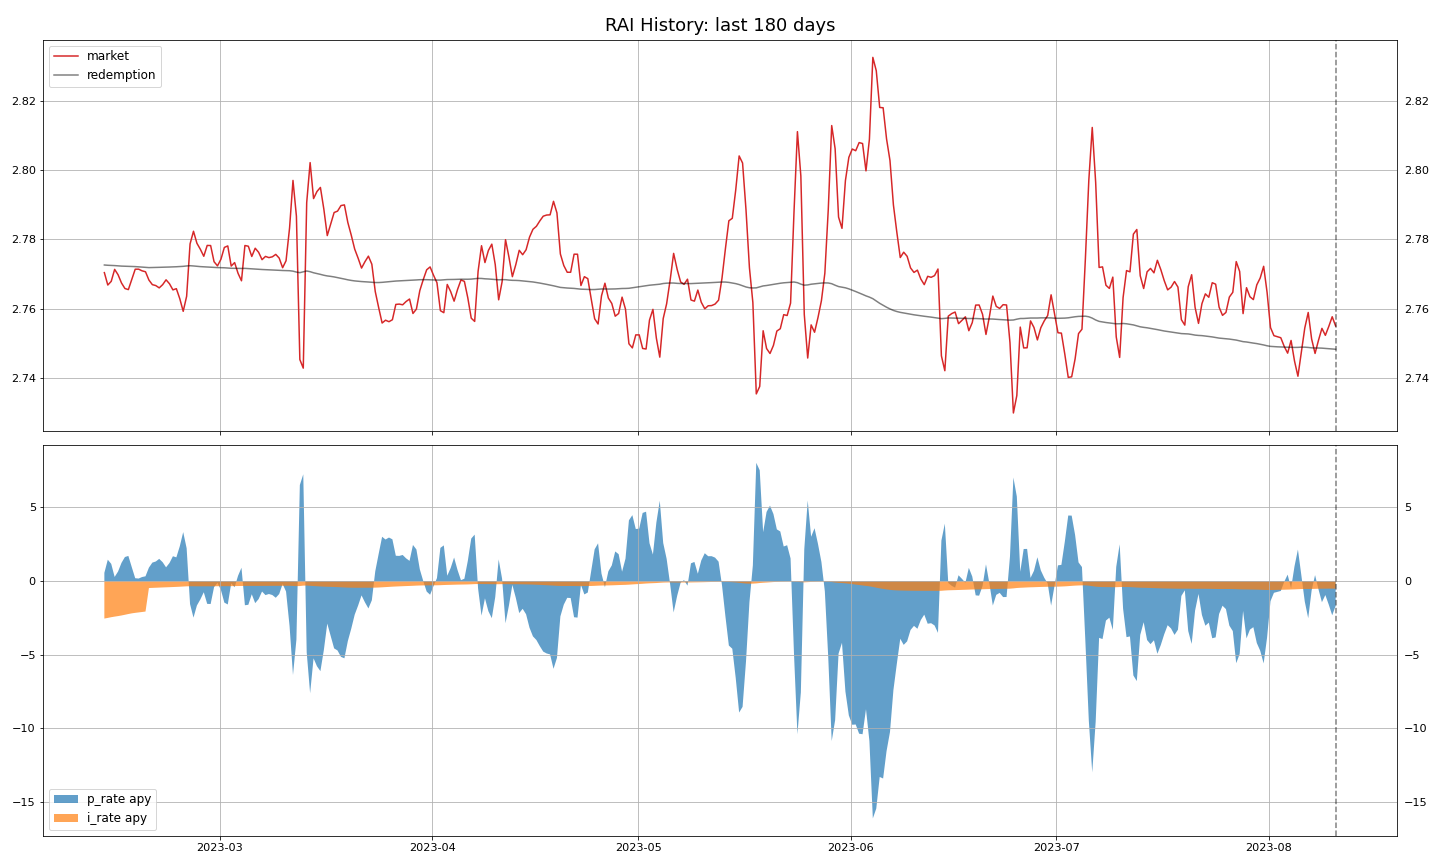 RAI History: last 180 days
market
redemption
2.82 2.82
2.80 2.80
2.78 2.78
2.76 2.76
2.74 2.74
5 5
0 0
−5 −5
−10 −10
−15 −15
p_rate apy
i_rate apy
2023-03 2023-04 2023-05 2023-06 2023-07 2023-08